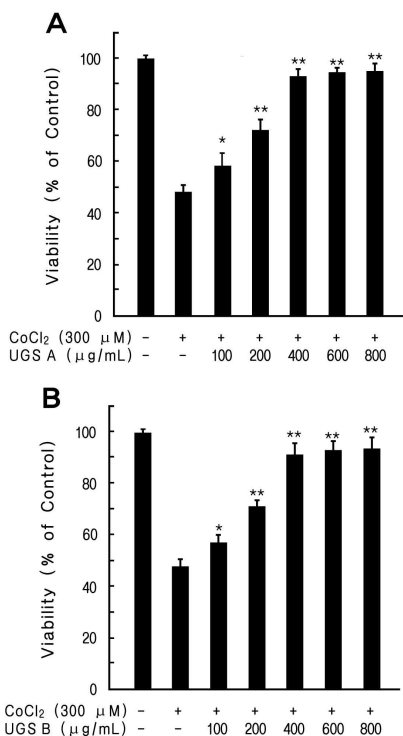 A
Viability (% of Control)
100
80
60
40
20
0
* ** ** ** **
CoCl₂ (300 μM) − + + + + + +
UGS A (μg/mL) − − 100 200 400 600 800
B
Viability (% of Control)
100
80
60
40
20
0
* ** ** ** **
CoCl₂ (300 μM) − + + + + + +
UGS B (μg/mL) − − 100 200 400 600 800